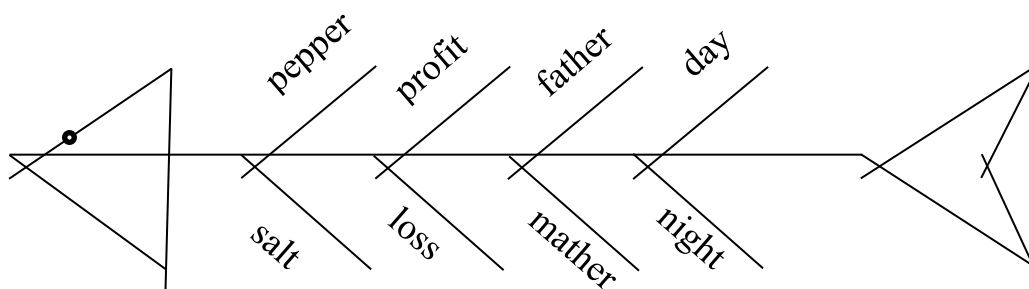 pepper
profit
father
day
salt
loss
mather
night